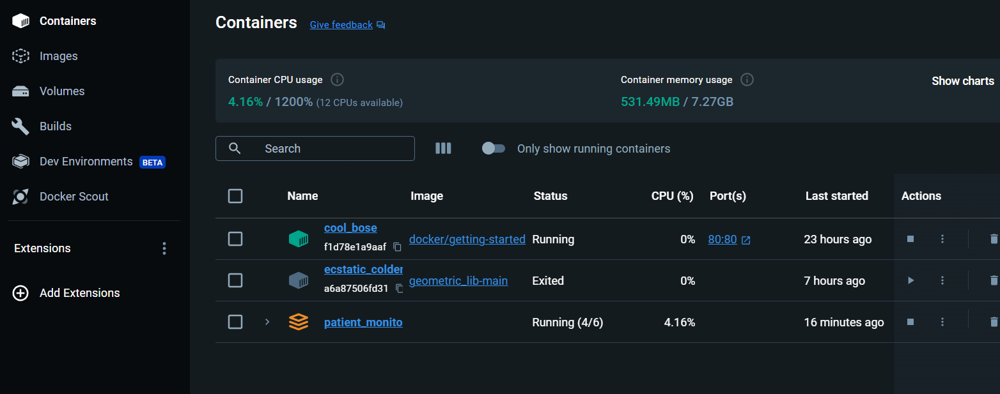 Containers
Images
Volumes
Builds
Dev Environments BETA
Docker Scout
Extensions
Add Extensions
Containers Give feedback
Container CPU usage
4.16% / 1200% (12 CPUs available)
Container memory usage
531.49MB / 7.27GB
Show charts
Search
Only show running containers
Name Image Status CPU (%) Port(s) Last started Actions
cool_bose
f1d78e1a9aaf
docker/getting-started Running 0% 80:80 23 hours ago
ecstatic_colder
a6a87506fd31
geometric_lib-main Exited 0% 7 hours ago
patient_monito Running (4/6) 4.16% 16 minutes ago